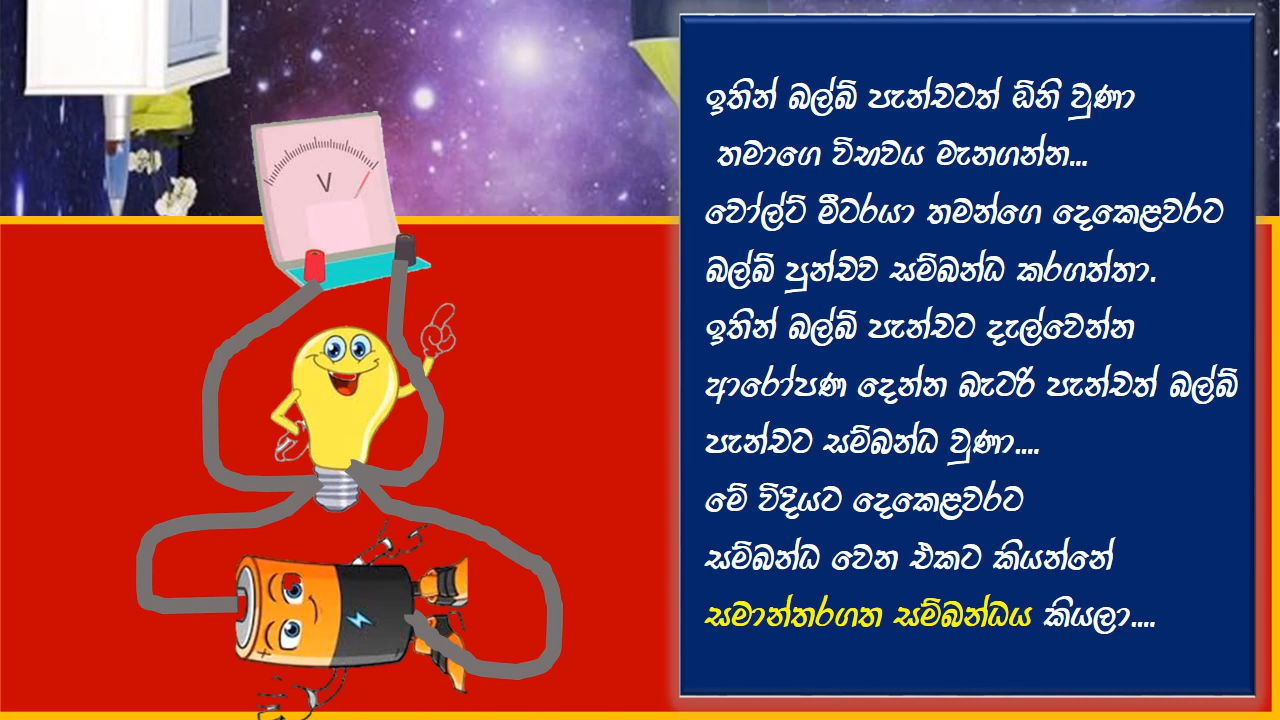 V
ඉතින් බල්බ් පැන්චටත් ඕනි වුණා
තමාගෙ විභවය මැනගන්න...
වෝල්ට් මීටරයා තමන්ගෙ දෙකෙළවරට
බල්බ් පුන්චව සම්බන්ධ කරගත්තා.
ඉතින් බල්බ් පැන්චට දැල්වෙන්න
ආරෝපණ දෙන්න බැටරි පැන්චත් බල්බ්
පැන්චට සම්බන්ධ වුණා....
මේ විදියට දෙකෙළවරට
සම්බන්ධ වෙන එකට කියන්නේ
සමාන්තරගත සම්බන්ධය කියලා....